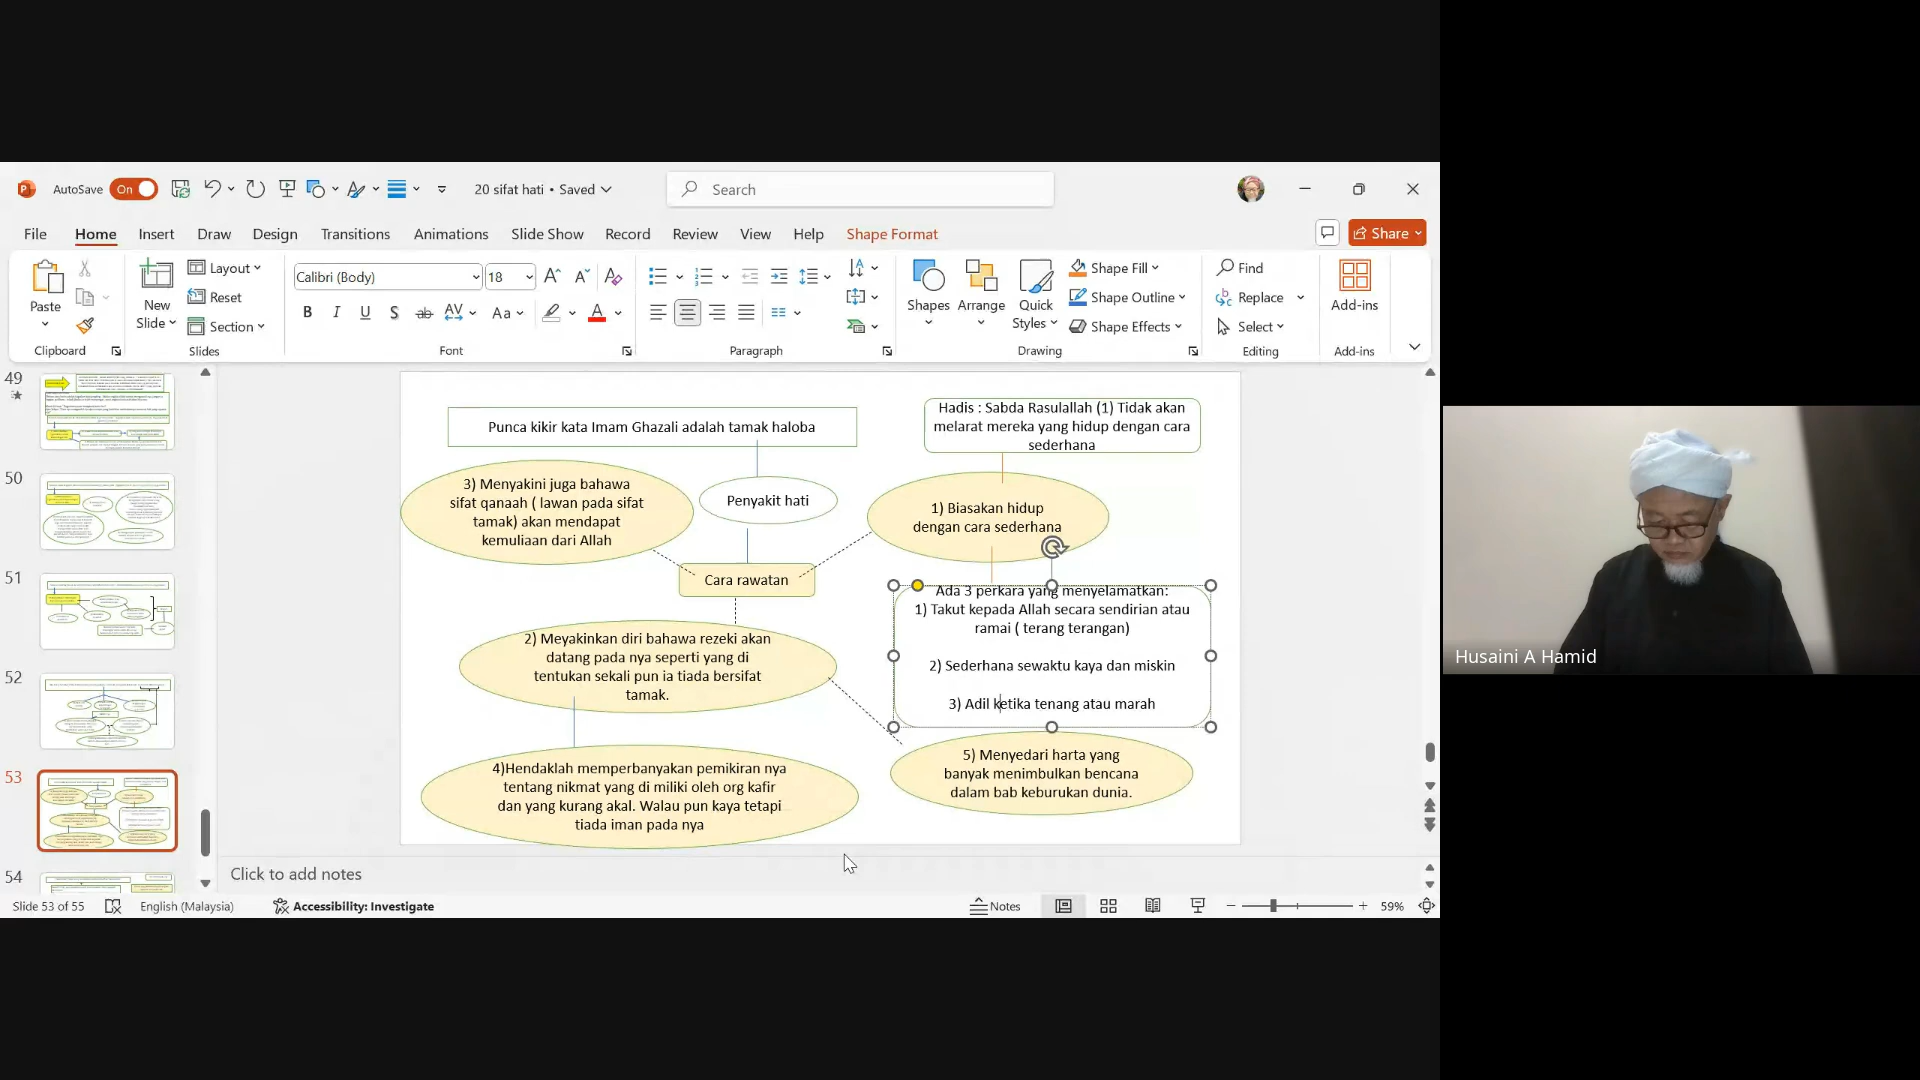 AutoSave On 20 sifat hati • Saved Search
File Home Insert Draw Design Transitions Animations Slide Show Record Review View Help Shape Format Share
Paste
Clipboard
New Slide
Layout
Reset
Section
Slides
Calibri (Body) 18
Font
Paragraph
Shapes Arrange Quick Styles
Shape Fill
Shape Outline
Shape Effects
Drawing
Find
Replace
Select
Editing
Add-ins
Add-ins
49
50
51
52
53
54
Punca kikir kata Imam Ghazali adalah tamak haloba
Hadis : Sabda Rasulallah (1) Tidak akan
melarat mereka yang hidup dengan cara
sederhana
3) Menyakini juga bahawa
sifat qanaah ( lawan pada sifat
tamak) akan mendapat
kemuliaan dari Allah
Penyakit hati
1) Biasakan hidup
dengan cara sederhana
Cara rawatan
Ada 3 perkara yang menyelamatkan:
1) Takut kepada Allah secara sendirian atau
ramai ( terang terangan)
2) Sederhana sewaktu kaya dan miskin
3) Adil ketika tenang atau marah
2) Meyakinkan diri bahawa rezeki akan
datang pada nya seperti yang di
tentukan sekali pun ia tiada bersifat
tamak.
4)Hendaklah memperbanyakan pemikiran nya
tentang nikmat yang di miliki oleh org kafir
dan yang kurang akal. Walau pun kaya tetapi
tiada iman pada nya
5) Menyedari harta yang
banyak menimbulkan bencana
dalam bab keburukan dunia.
Click to add notes
Slide 53 of 55 English (Malaysia) Accessibility: Investigate Notes 59%
Husaini A Hamid